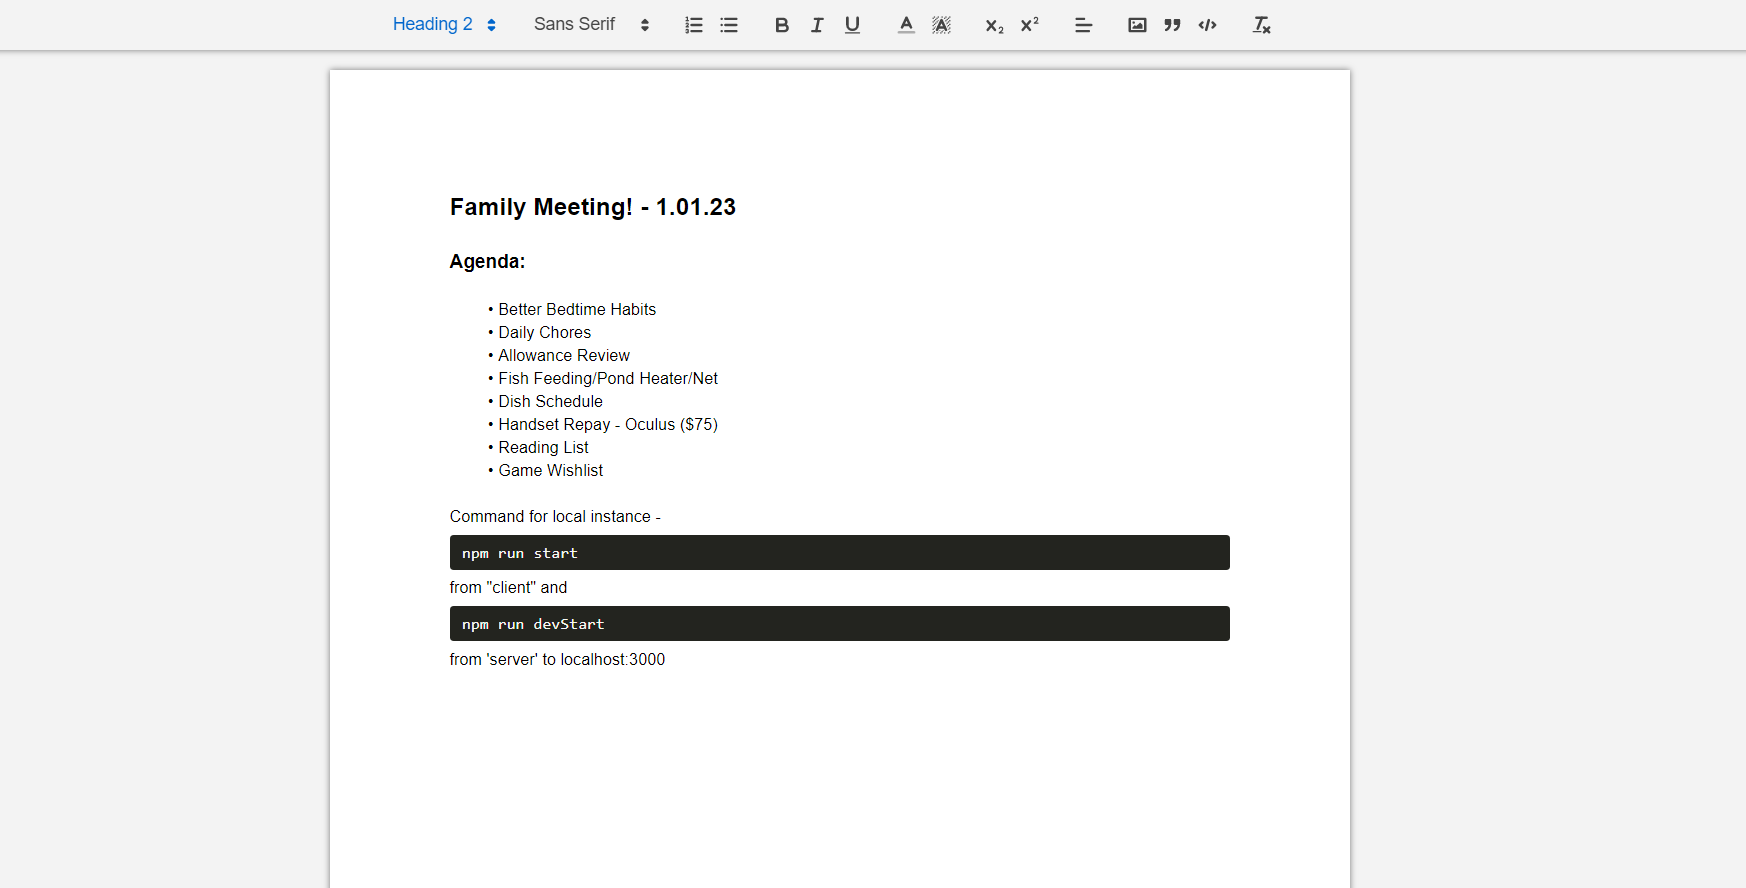 Heading 2 Sans Serif
Family Meeting! - 1.01.23
Agenda:
• Better Bedtime Habits
• Daily Chores
• Allowance Review
• Fish Feeding/Pond Heater/Net
• Dish Schedule
• Handset Repay - Oculus ($75)
• Reading List
• Game Wishlist
Command for local instance -
npm run start
from "client" and
npm run devStart
from 'server' to localhost:3000